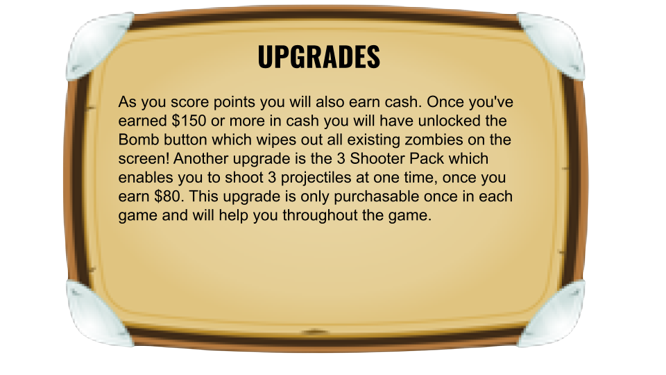 UPGRADES
As you score points you will also earn cash. Once you've
earned $150 or more in cash you will have unlocked the
Bomb button which wipes out all existing zombies on the
screen! Another upgrade is the 3 Shooter Pack which
enables you to shoot 3 projectiles at one time, once you
earn $80. This upgrade is only purchasable once in each
game and will help you throughout the game.